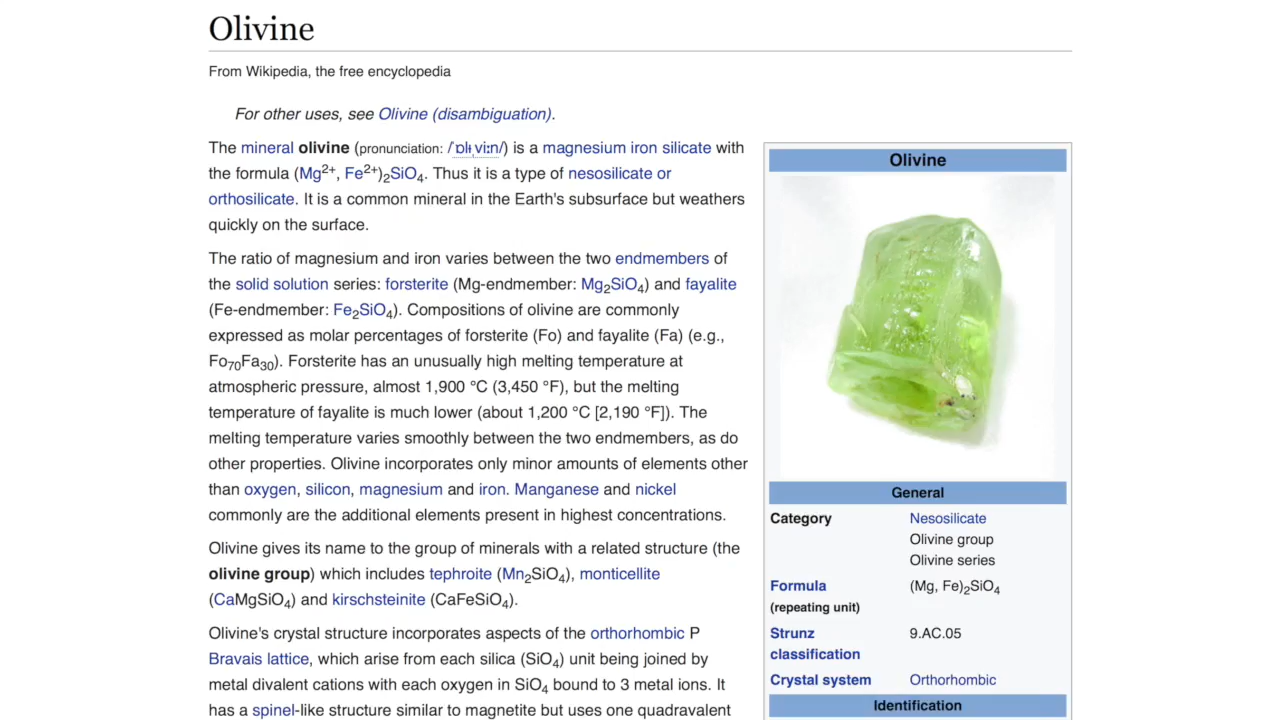 Olivine
From Wikipedia, the free encyclopedia
For other uses, see Olivine (disambiguation).
The mineral olivine (pronunciation: /ˈɒlɪˌviːn/) is a magnesium iron silicate with
the formula (Mg²⁺, Fe²⁺)₂SiO₄. Thus it is a type of nesosilicate or
orthosilicate. It is a common mineral in the Earth's subsurface but weathers
quickly on the surface.
The ratio of magnesium and iron varies between the two endmembers of
the solid solution series: forsterite (Mg-endmember: Mg₂SiO₄) and fayalite
(Fe-endmember: Fe₂SiO₄). Compositions of olivine are commonly
expressed as molar percentages of forsterite (Fo) and fayalite (Fa) (e.g.,
Fo₇₀Fa₃₀). Forsterite has an unusually high melting temperature at
atmospheric pressure, almost 1,900 °C (3,450 °F), but the melting
temperature of fayalite is much lower (about 1,200 °C [2,190 °F]). The
melting temperature varies smoothly between the two endmembers, as do
other properties. Olivine incorporates only minor amounts of elements other
than oxygen, silicon, magnesium and iron. Manganese and nickel
commonly are the additional elements present in highest concentrations.
Olivine gives its name to the group of minerals with a related structure (the
olivine group) which includes tephroite (Mn₂SiO₄), monticellite
(CaMgSiO₄) and kirschsteinite (CaFeSiO₄).
Olivine's crystal structure incorporates aspects of the orthorhombic P
Bravais lattice, which arise from each silica (SiO₄) unit being joined by
metal divalent cations with each oxygen in SiO₄ bound to 3 metal ions. It
has a spinel-like structure similar to magnetite but uses one quadravalent
Olivine
General
Category Nesosilicate
Olivine group
Olivine series
Formula (Mg, Fe)₂SiO₄
(repeating unit)
Strunz 9.AC.05
classification
Crystal system Orthorhombic
Identification